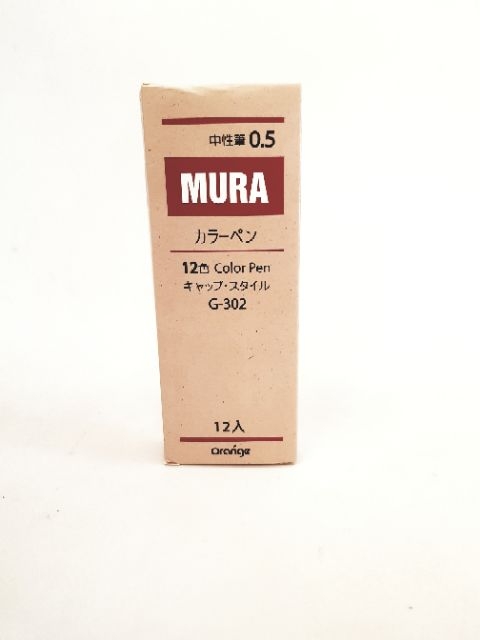 中性筆 0.5
MURA
カラーペン
12色 Color Pen
キャップ・スタイル
G-302
12入
Orange